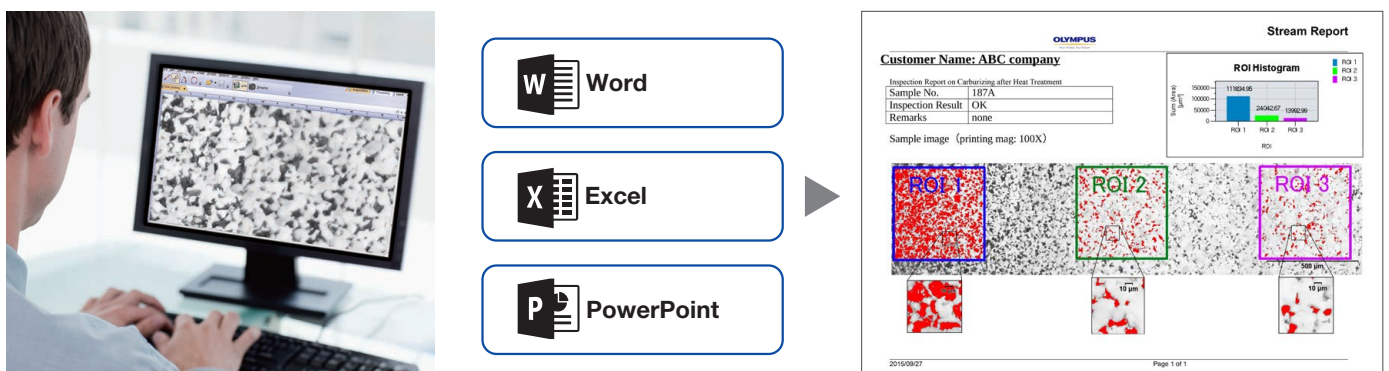 W Word
X Excel
P PowerPoint
OLYMPUS
Stream Report
Customer Name: ABC company
Inspection Report on Carburizing after Heat Treatment
Sample No. 187A
Inspection Result OK
Remarks none
Sample image (printing mag: 100X)
ROI Histogram
ROI 1
ROI 2
ROI 3
Sum (Area)
[µm²]
150000
100000
50000
0
111834.95
24042.67
13992.99
ROI 1 ROI 2 ROI 3
ROI
ROI 1 ROI 2 ROI 3
500 µm
10 µm 10 µm
2015/09/27 Page 1 of 1